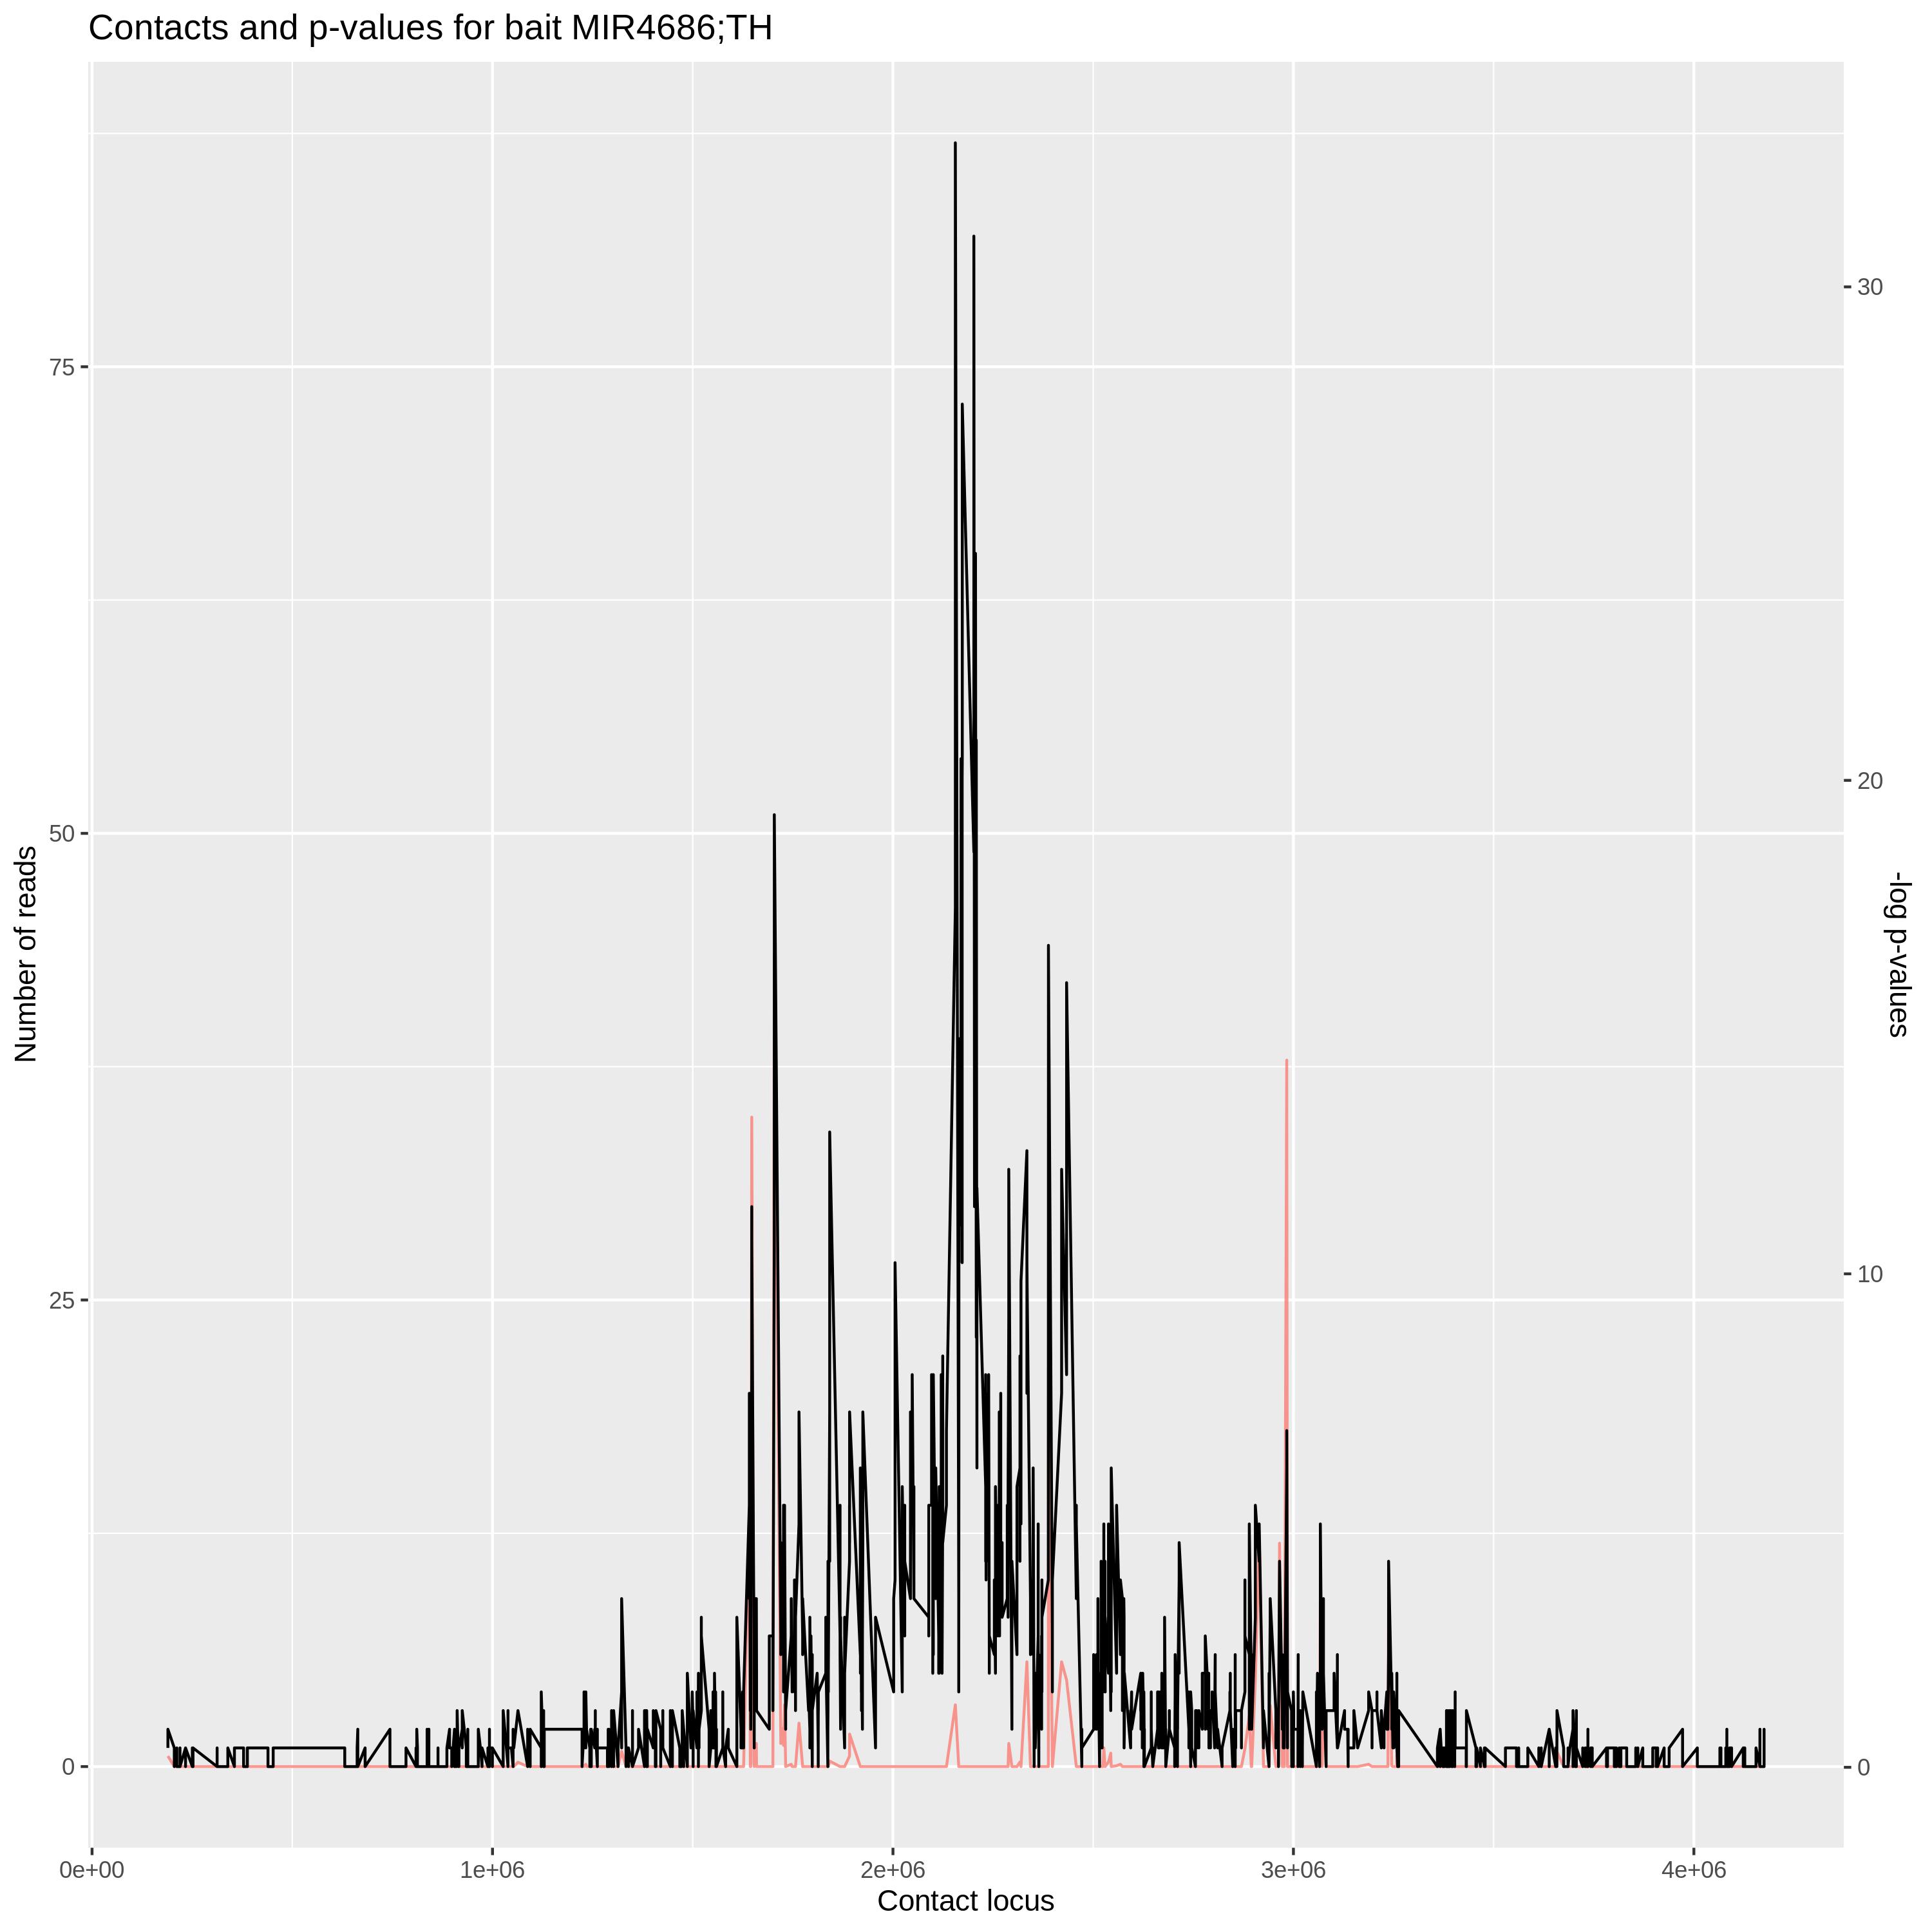 Contacts and p-values for bait MIR4686;TH
Number of reads
75
50
25
0
30
20
10
0
-log p-values
0e+00 1e+06 2e+06 3e+06 4e+06
Contact locus